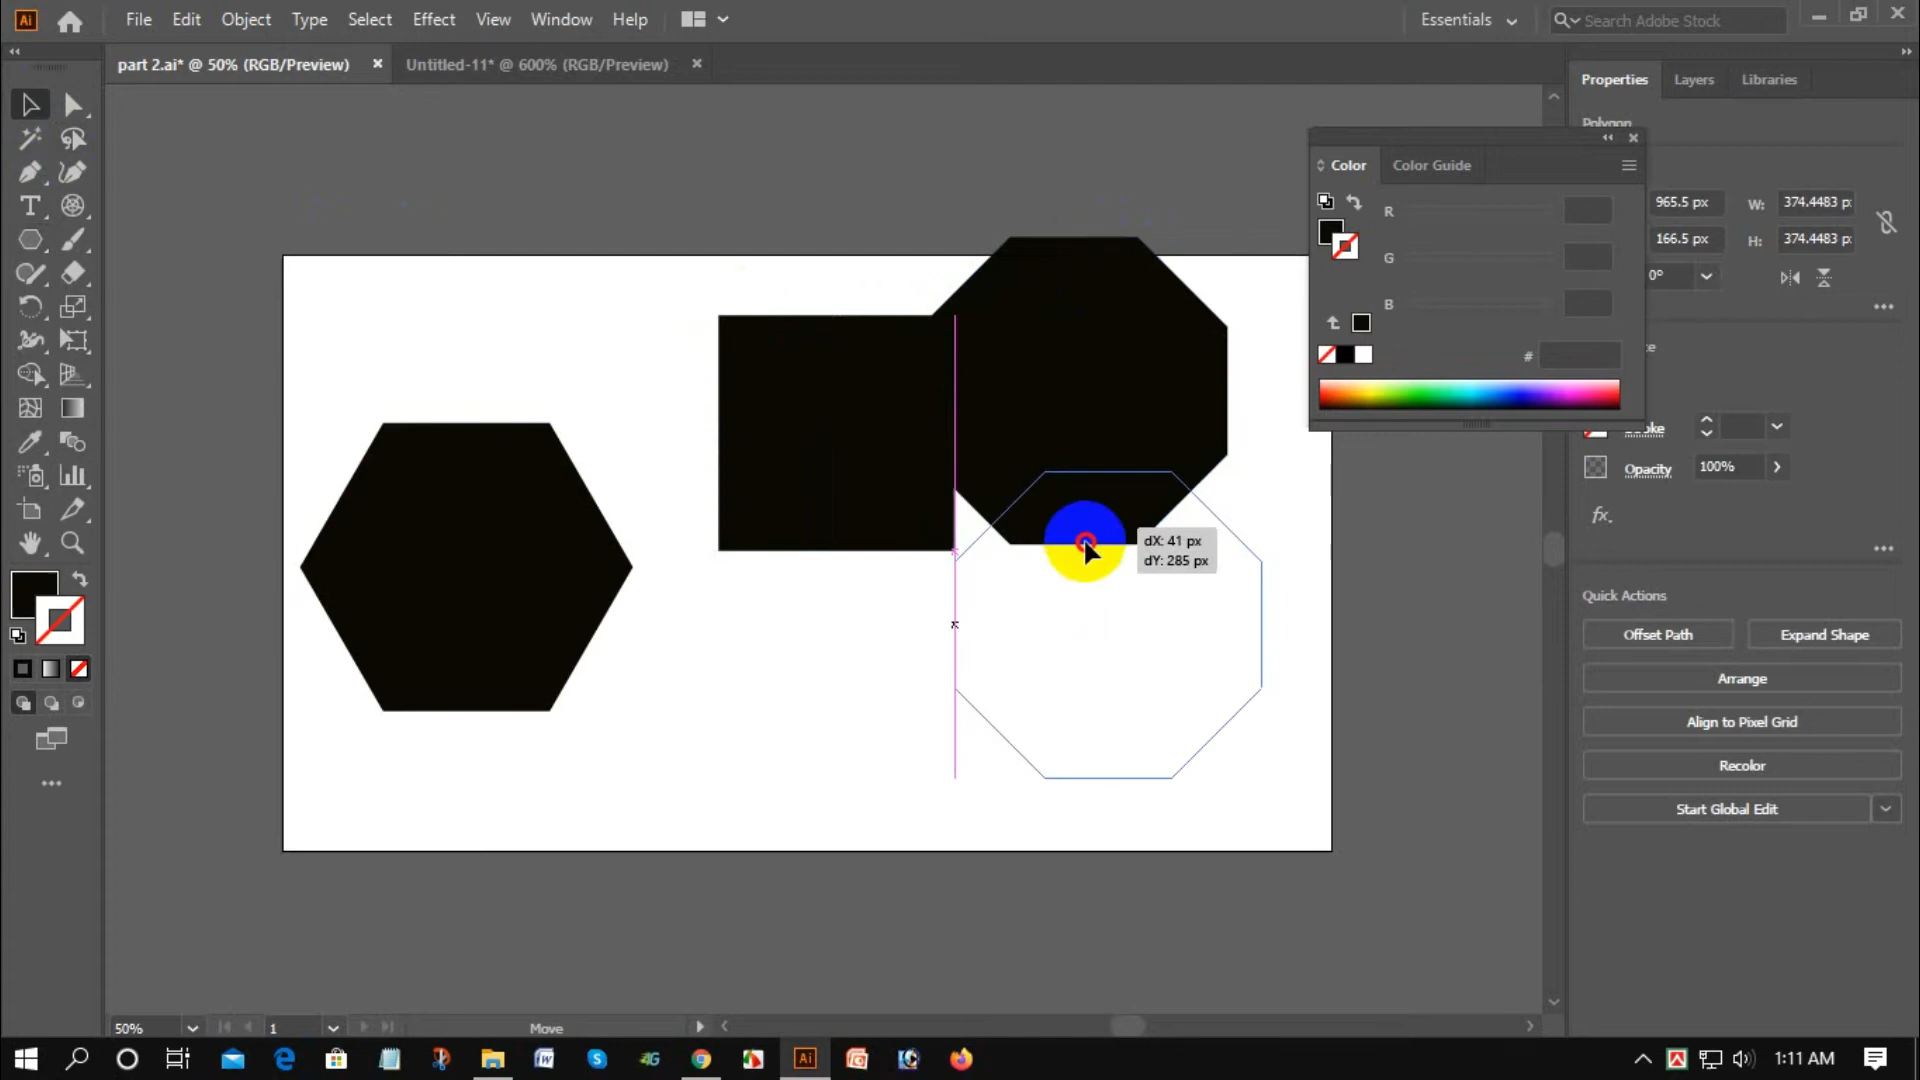 Ai File Edit Object Type Select Effect View Window Help Essentials Search Adobe Stock
part 2.ai* @ 50% (RGB/Preview) Untitled-11* @ 600% (RGB/Preview)
Properties Layers Libraries
Polygon
Color Color Guide
R
G
B
#
965.5 px W: 374.4483 p
166.5 px H: 374.4483 p
0°
Opacity 100%
fx
dX: 41 px
dY: 285 px
Quick Actions
Offset Path Expand Shape
Arrange
Align to Pixel Grid
Recolor
Start Global Edit
50% 1 Move
Ai 1:11 AM